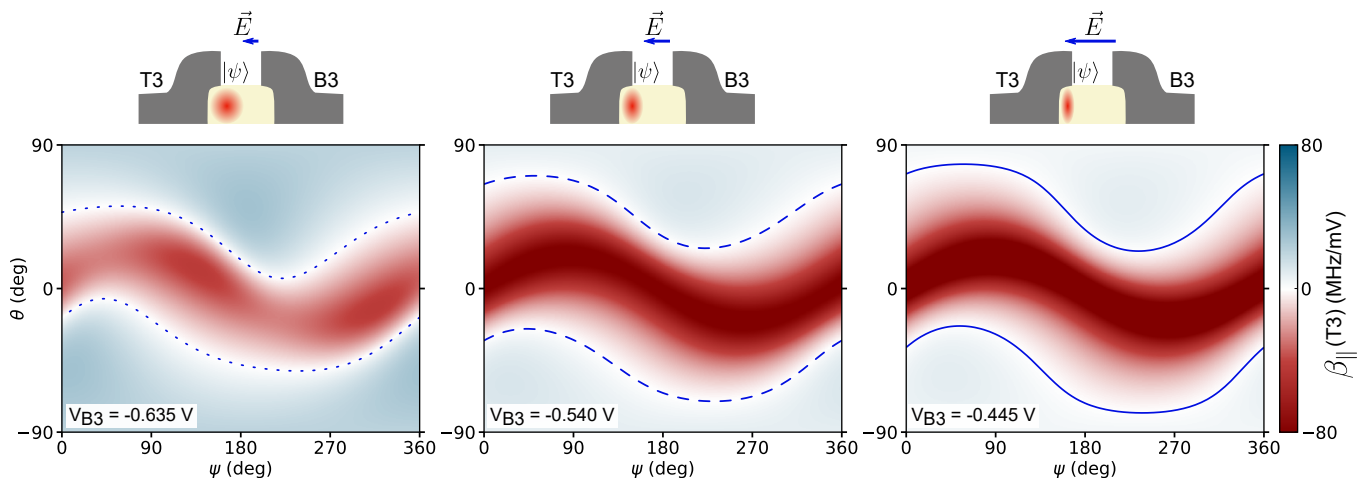 E⃗ E⃗ E⃗
T3 |ψ⟩ B3 T3 |ψ⟩ B3 T3 |ψ⟩ B3
90 90 90 80
θ (deg) 0 0 0 0 β∥ (T3) (MHz/mV)
V_B3 = -0.635 V V_B3 = -0.540 V V_B3 = -0.445 V
−90 −90 −90 −80
0 90 180 270 360 0 90 180 270 360 0 90 180 270 360
ψ (deg) ψ (deg) ψ (deg)